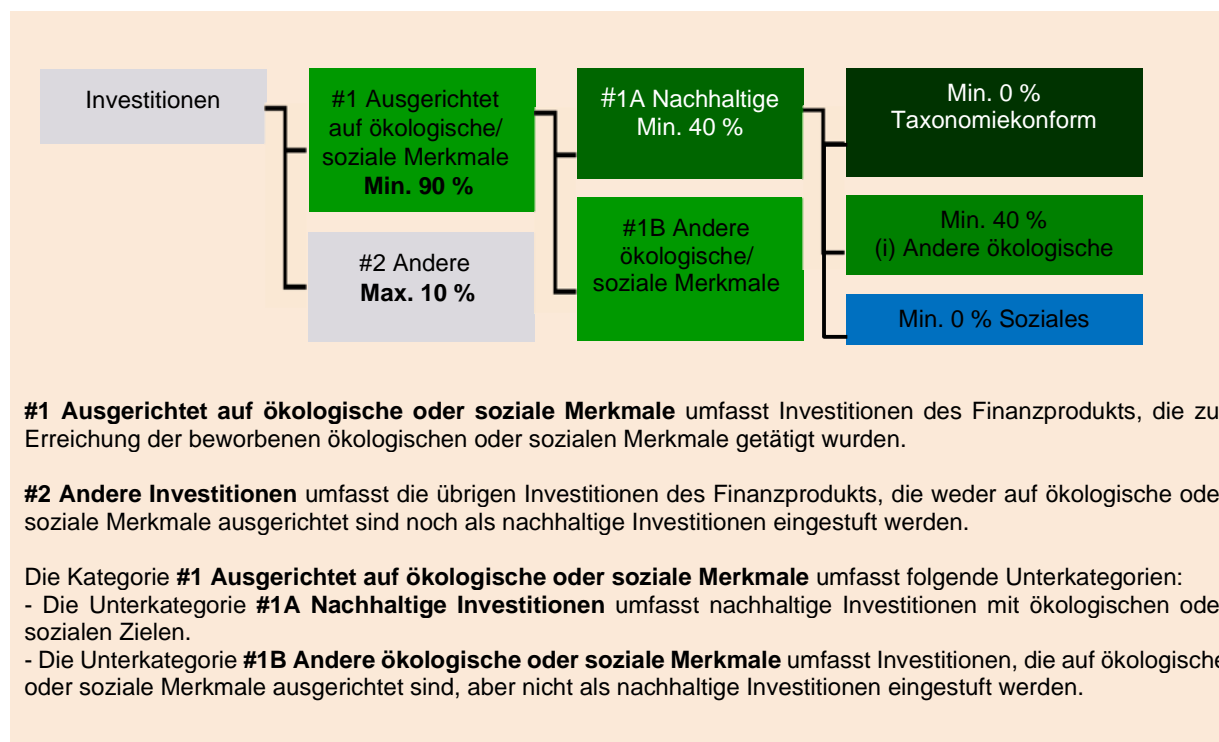 Investitionen
#1 Ausgerichtet
auf ökologische/
soziale Merkmale
Min. 90 %
#2 Andere
Max. 10 %
#1A Nachhaltige
Min. 40 %
#1B Andere
ökologische/
soziale Merkmale
Min. 0 %
Taxonomiekonform
Min. 40 %
(i) Andere ökologische
Min. 0 % Soziales
#1 Ausgerichtet auf ökologische oder soziale Merkmale umfasst Investitionen des Finanzprodukts, die zu
Erreichung der beworbenen ökologischen oder sozialen Merkmale getätigt wurden.
#2 Andere Investitionen umfasst die übrigen Investitionen des Finanzprodukts, die weder auf ökologische ode
soziale Merkmale ausgerichtet sind noch als nachhaltige Investitionen eingestuft werden.
Die Kategorie #1 Ausgerichtet auf ökologische oder soziale Merkmale umfasst folgende Unterkategorien:
- Die Unterkategorie #1A Nachhaltige Investitionen umfasst nachhaltige Investitionen mit ökologischen ode
sozialen Zielen.
- Die Unterkategorie #1B Andere ökologische oder soziale Merkmale umfasst Investitionen, die auf ökologische
oder soziale Merkmale ausgerichtet sind, aber nicht als nachhaltige Investitionen eingestuft werden.